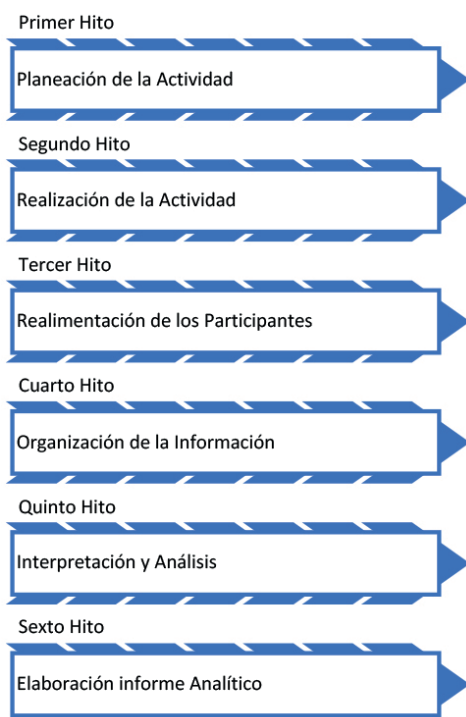 Primer Hito
Planeación de la Actividad
Segundo Hito
Realización de la Actividad
Tercer Hito
Realimentación de los Participantes
Cuarto Hito
Organización de la Información
Quinto Hito
Interpretación y Análisis
Sexto Hito
Elaboración informe Analítico